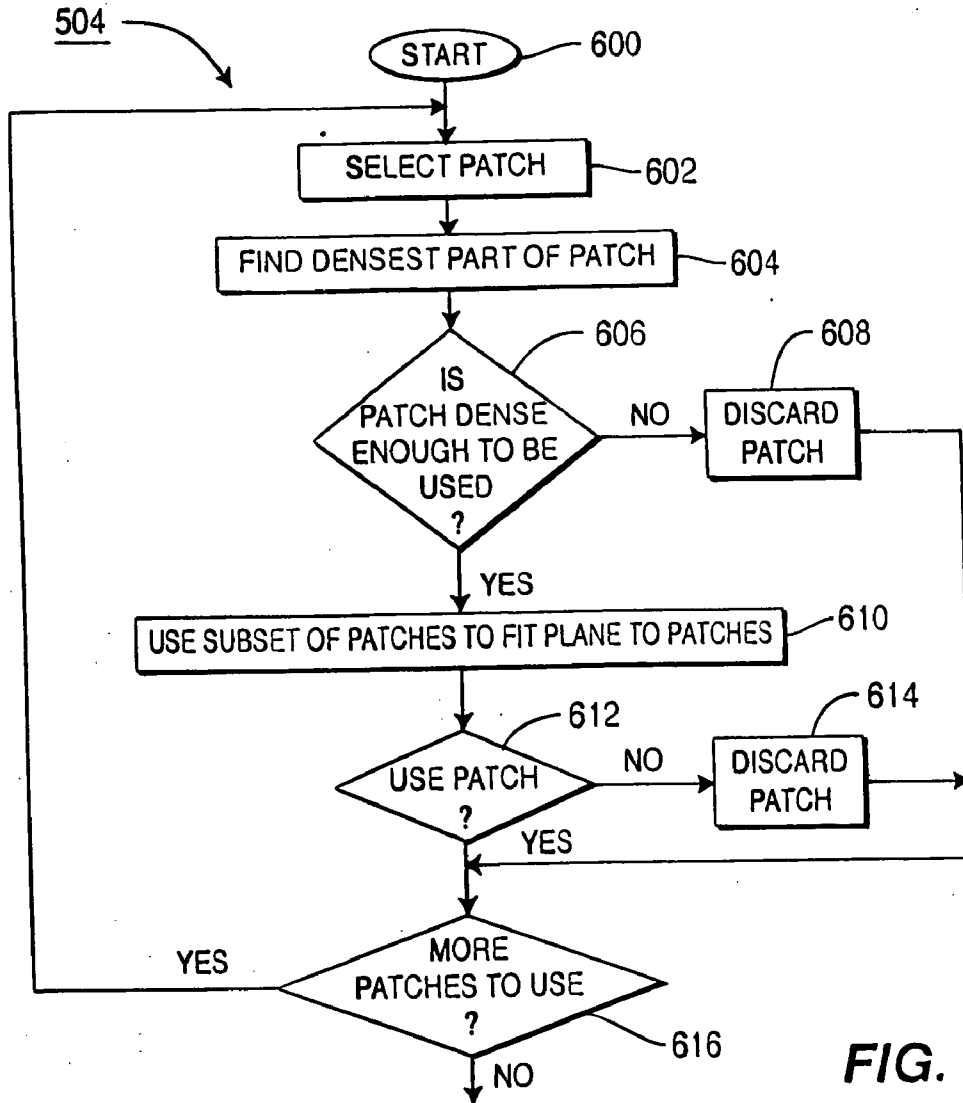 504
START
600
SELECT PATCH
602
FIND DENSEST PART OF PATCH
604
606
608
IS
PATCH DENSE
ENOUGH TO BE
USED
?
NO
DISCARD
PATCH
YES
USE SUBSET OF PATCHES TO FIT PLANE TO PATCHES
610
612
614
USE PATCH
?
NO
DISCARD
PATCH
YES
YES
MORE
PATCHES TO USE
?
616
NO
FIG.